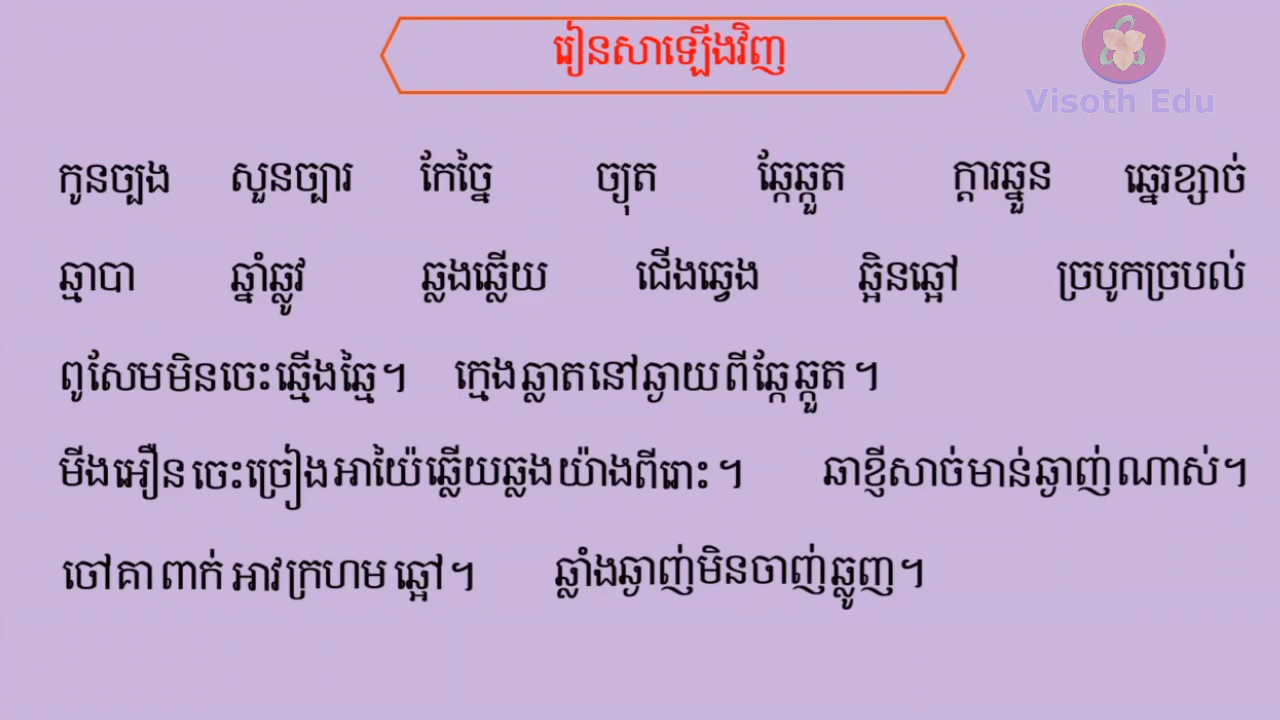 រៀនសាឡើងវិញ
Visoth Edu
កូនច្បង សួនច្បារ កែច្នៃ ច្យុត ឆ្កែឆ្កួត ក្តារឆ្នួន ឆ្នេរខ្សាច់
ឆ្មាបា ឆ្នាំឆ្លូវ ឆ្លងឆ្លើយ ជើងឆ្វេង ឆ្អិនឆ្អៅ ច្របូកច្របល់
ពូសែមមិនចេះឆ្មើងឆ្មៃ។ ក្មេងឆ្លាតនៅឆ្ងាយពីឆ្កែឆ្កួត។
មីងអឿនចេះច្រៀងអាយ៉ៃឆ្លើយឆ្លងយ៉ាងពីរោះ។ ឆាខ្ញីសាច់មាន់ឆ្ងាញ់ណាស់។
ចៅគាពាក់អាវក្រហមឆ្អៅ។ ឆ្លាំងឆ្ងាញ់មិនចាញ់ឆ្លូញ។